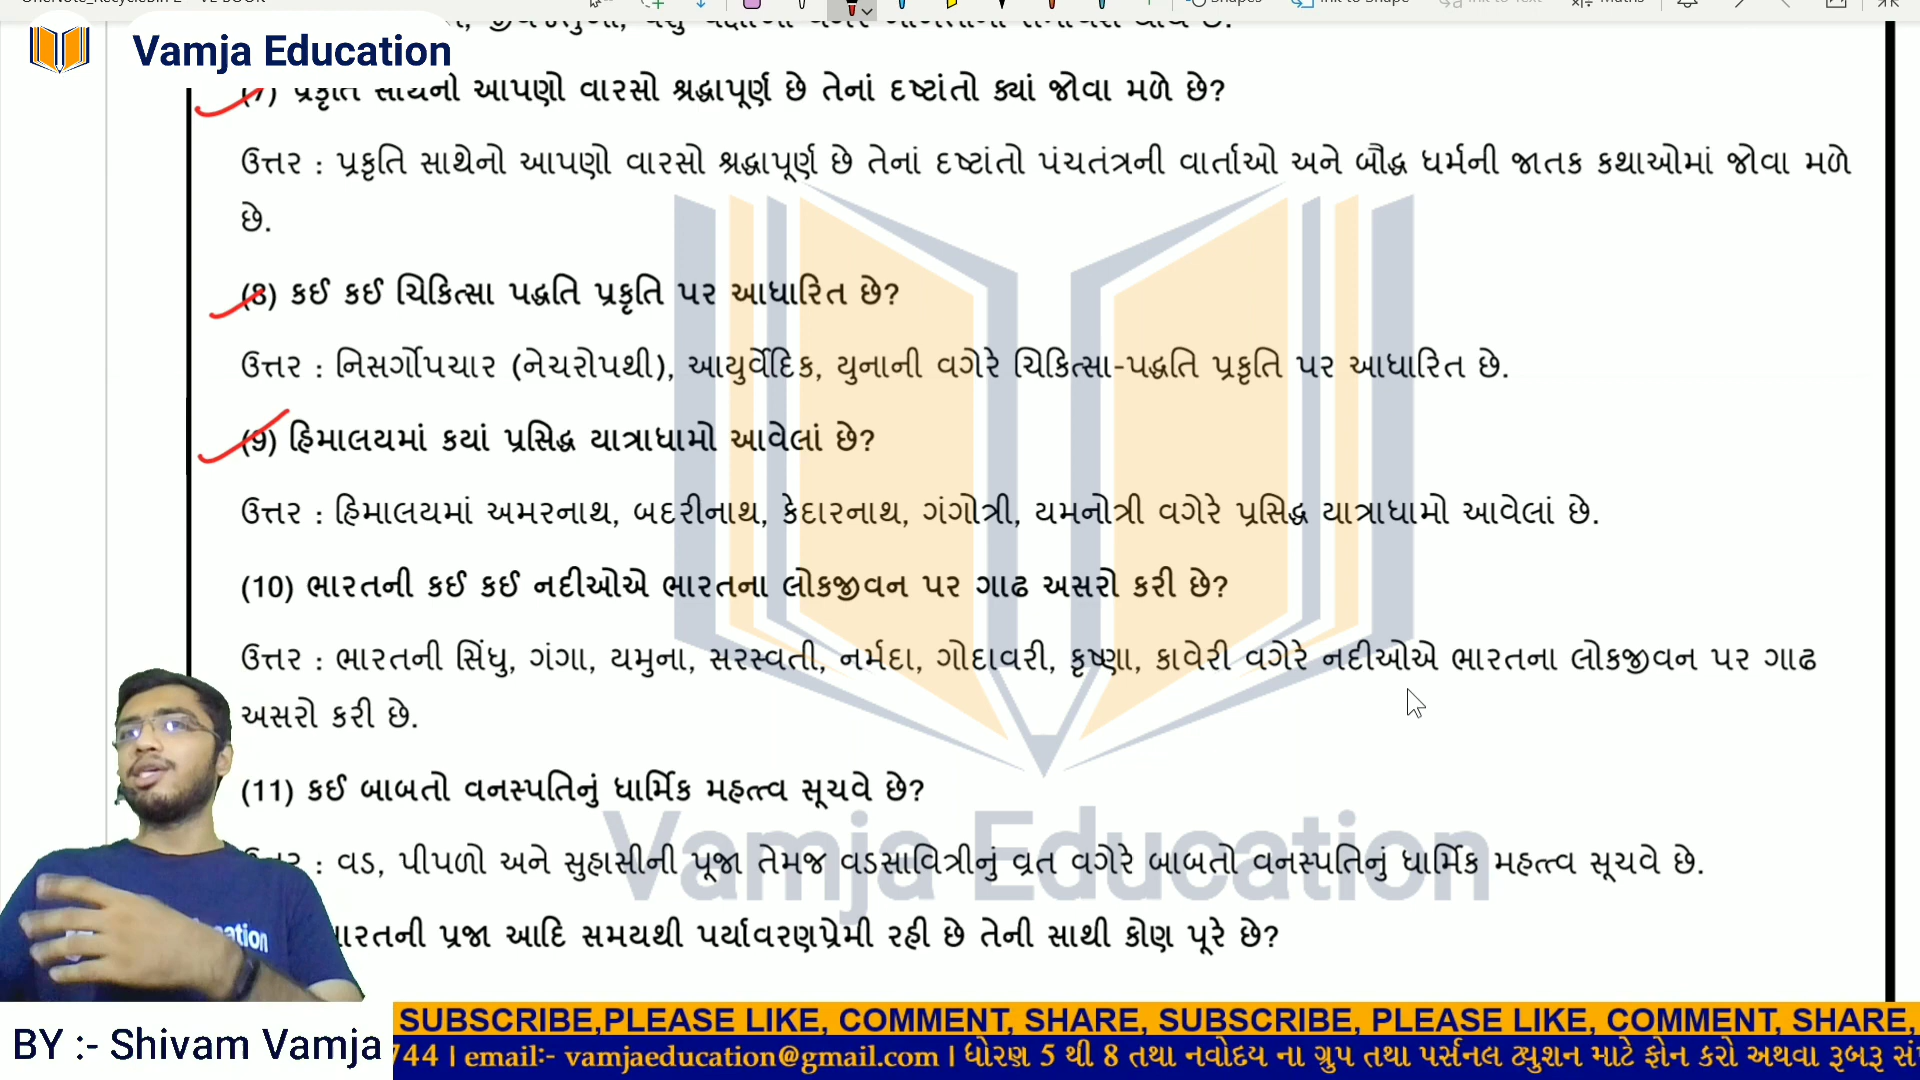 Vamja Education
(7) પ્રકૃતિ સાથેનો આપણો વારસો શ્રદ્ધાપૂર્ણ છે તેનાં દષ્ટાંતો ક્યાં જોવા મળે છે?
ઉત્તર : પ્રકૃતિ સાથેનો આપણો વારસો શ્રદ્ધાપૂર્ણ છે તેનાં દષ્ટાંતો પંચતંત્રની વાર્તાઓ અને બૌદ્ધ ધર્મની જાતક કથાઓમાં જોવા મળે
છે.
(8) કઈ કઈ ચિકિત્સા પદ્ધતિ પ્રકૃતિ પર આધારિત છે?
ઉત્તર : નિસર્ગોપચાર (નેચરોપથી), આયુર્વેદિક, યુનાની વગેરે ચિકિત્સા-પદ્ધતિ પ્રકૃતિ પર આધારિત છે.
(9) હિમાલયમાં કયાં પ્રસિદ્ધ યાત્રાધામો આવેલાં છે?
ઉત્તર : હિમાલયમાં અમરનાથ, બદરીનાથ, કેદારનાથ, ગંગોત્રી, યમનોત્રી વગેરે પ્રસિદ્ધ યાત્રાધામો આવેલાં છે.
(10) ભારતની કઈ કઈ નદીઓએ ભારતના લોકજીવન પર ગાઢ અસરો કરી છે?
ઉત્તર : ભારતની સિંધુ, ગંગા, યમુના, સરસ્વતી, નર્મદા, ગોદાવરી, કૃષ્ણા, કાવેરી વગેરે નદીઓએ ભારતના લોકજીવન પર ગાઢ
અસરો કરી છે.
(11) કઈ બાબતો વનસ્પતિનું ધાર્મિક મહત્ત્વ સૂચવે છે?
: વડ, પીપળો અને સુહાસીની પૂજા તેમજ વડસાવિત્રીનું વ્રત વગેરે બાબતો વનસ્પતિનું ધાર્મિક મહત્ત્વ સૂચવે છે.
Vamja Education
પ્રજા આદિ સમયથી પર્યાવરણપ્રેમી રહી છે તેની સાથી કોણ પૂરે છે?
BY :- Shivam Vamja
SUBSCRIBE,PLEASE LIKE, COMMENT, SHARE, SUBSCRIBE, PLEASE LIKE, COMMENT, SHARE,
744 | email:- vamjaeducation@gmail.com | ધોરણ 5 થી 8 તથા નવોદય ના ગ્રુપ તથા પર્સનલ ટ્યુશન માટે ફોન કરો અથવા રૂબરૂ